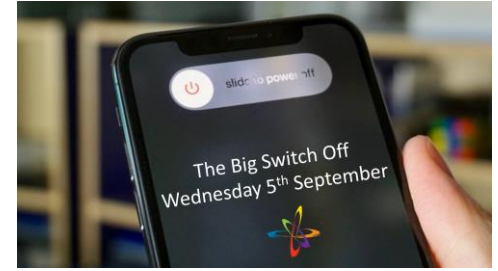 slide to power off
The Big Switch Off
Wednesday 5th September